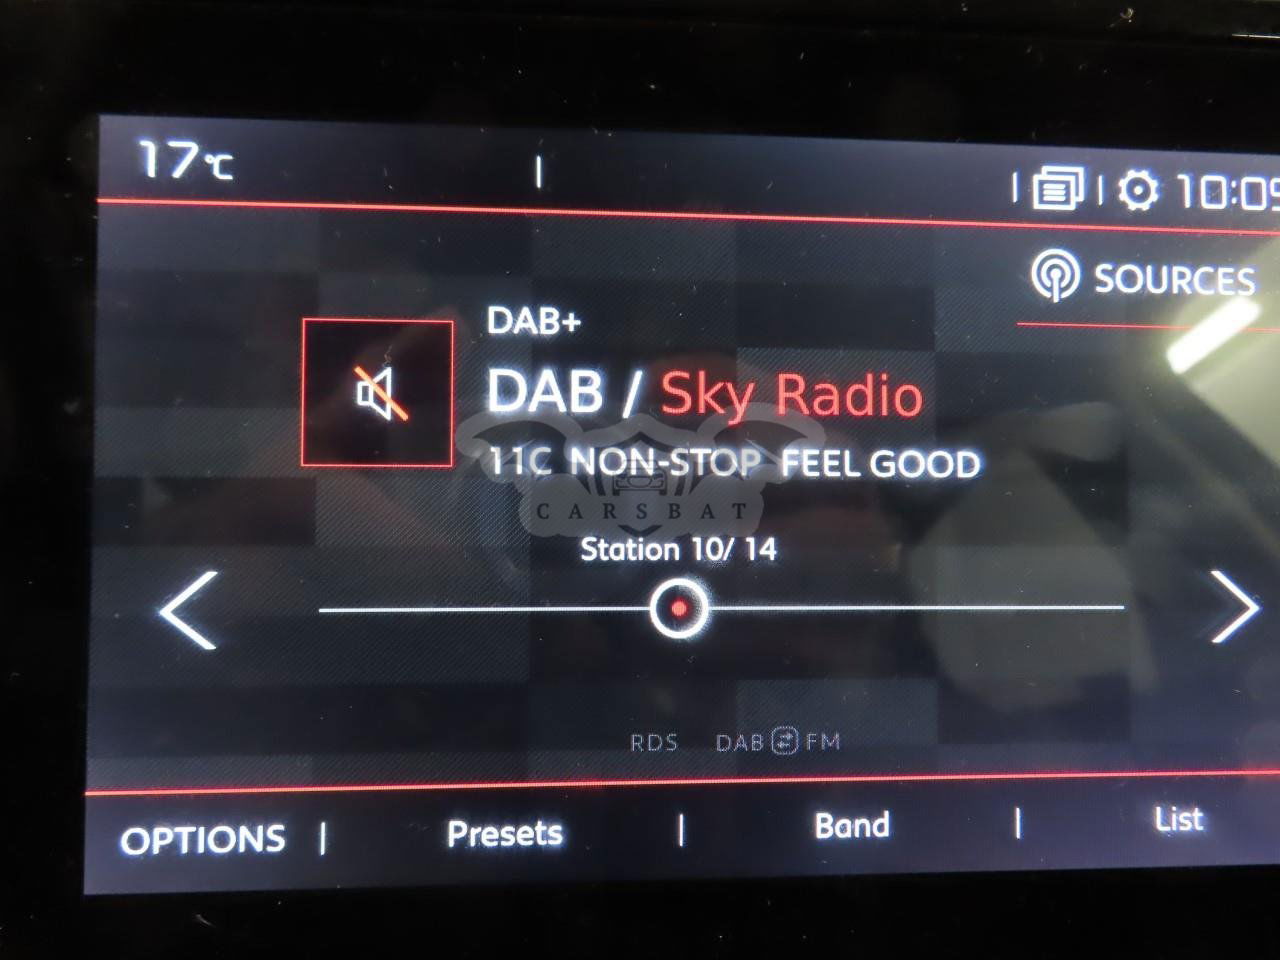 17°C | | | 10:09
SOURCES
DAB+
DAB / Sky Radio
11C NON-STOP FEEL GOOD
CARSBAT
Station 10/ 14
RDS DAB FM
OPTIONS | Presets | Band | List